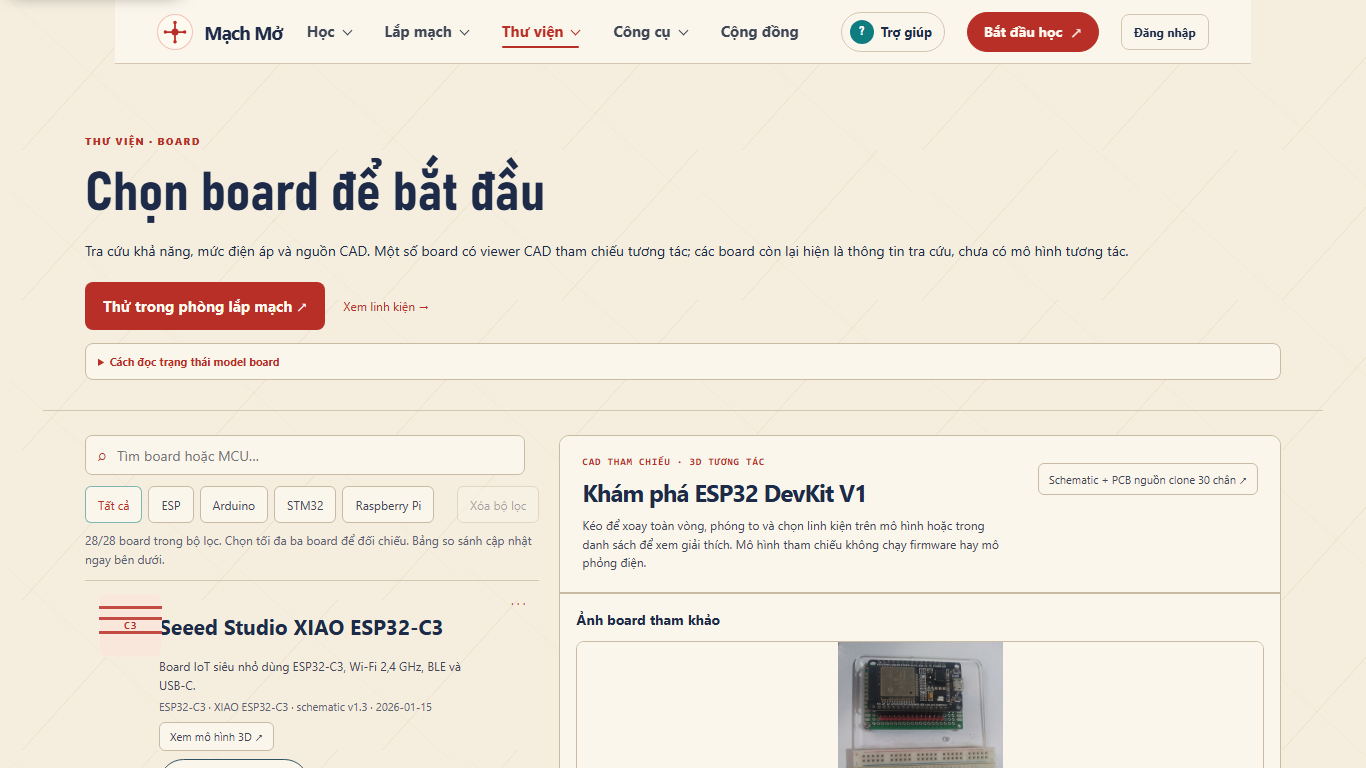 Mạch Mở
Học
Lắp mạch
Thư viện
Công cụ
Cộng đồng
? Trợ giúp
Bắt đầu học ↗
Đăng nhập
THƯ VIỆN · BOARD
Chọn board để bắt đầu
Tra cứu khả năng, mức điện áp và nguồn CAD. Một số board có viewer CAD tham chiếu tương tác; các board còn lại hiện là thông tin tra cứu, chưa có mô hình tương tác.
Thử trong phòng lắp mạch ↗
Xem linh kiện →
▶ Cách đọc trạng thái model board
Tìm board hoặc MCU...
Tất cả
ESP
Arduino
STM32
Raspberry Pi
Xóa bộ lọc
28/28 board trong bộ lọc. Chọn tối đa ba board để đối chiếu. Bảng so sánh cập nhật
ngay bên dưới.
C3
Seeed Studio XIAO ESP32-C3
...
Board IoT siêu nhỏ dùng ESP32-C3, Wi-Fi 2,4 GHz, BLE và
USB-C.
ESP32-C3 · XIAO ESP32-C3 · schematic v1.3 · 2026-01-15
Xem mô hình 3D ↗
CAD THAM CHIẾU · 3D TƯƠNG TÁC
Khám phá ESP32 DevKit V1
Kéo để xoay toàn vòng, phóng to và chọn linh kiện trên mô hình hoặc trong
danh sách để xem giải thích. Mô hình tham chiếu không chạy firmware hay mô
phỏng điện.
Schematic + PCB nguồn clone 30 chân ↗
Ảnh board tham khảo